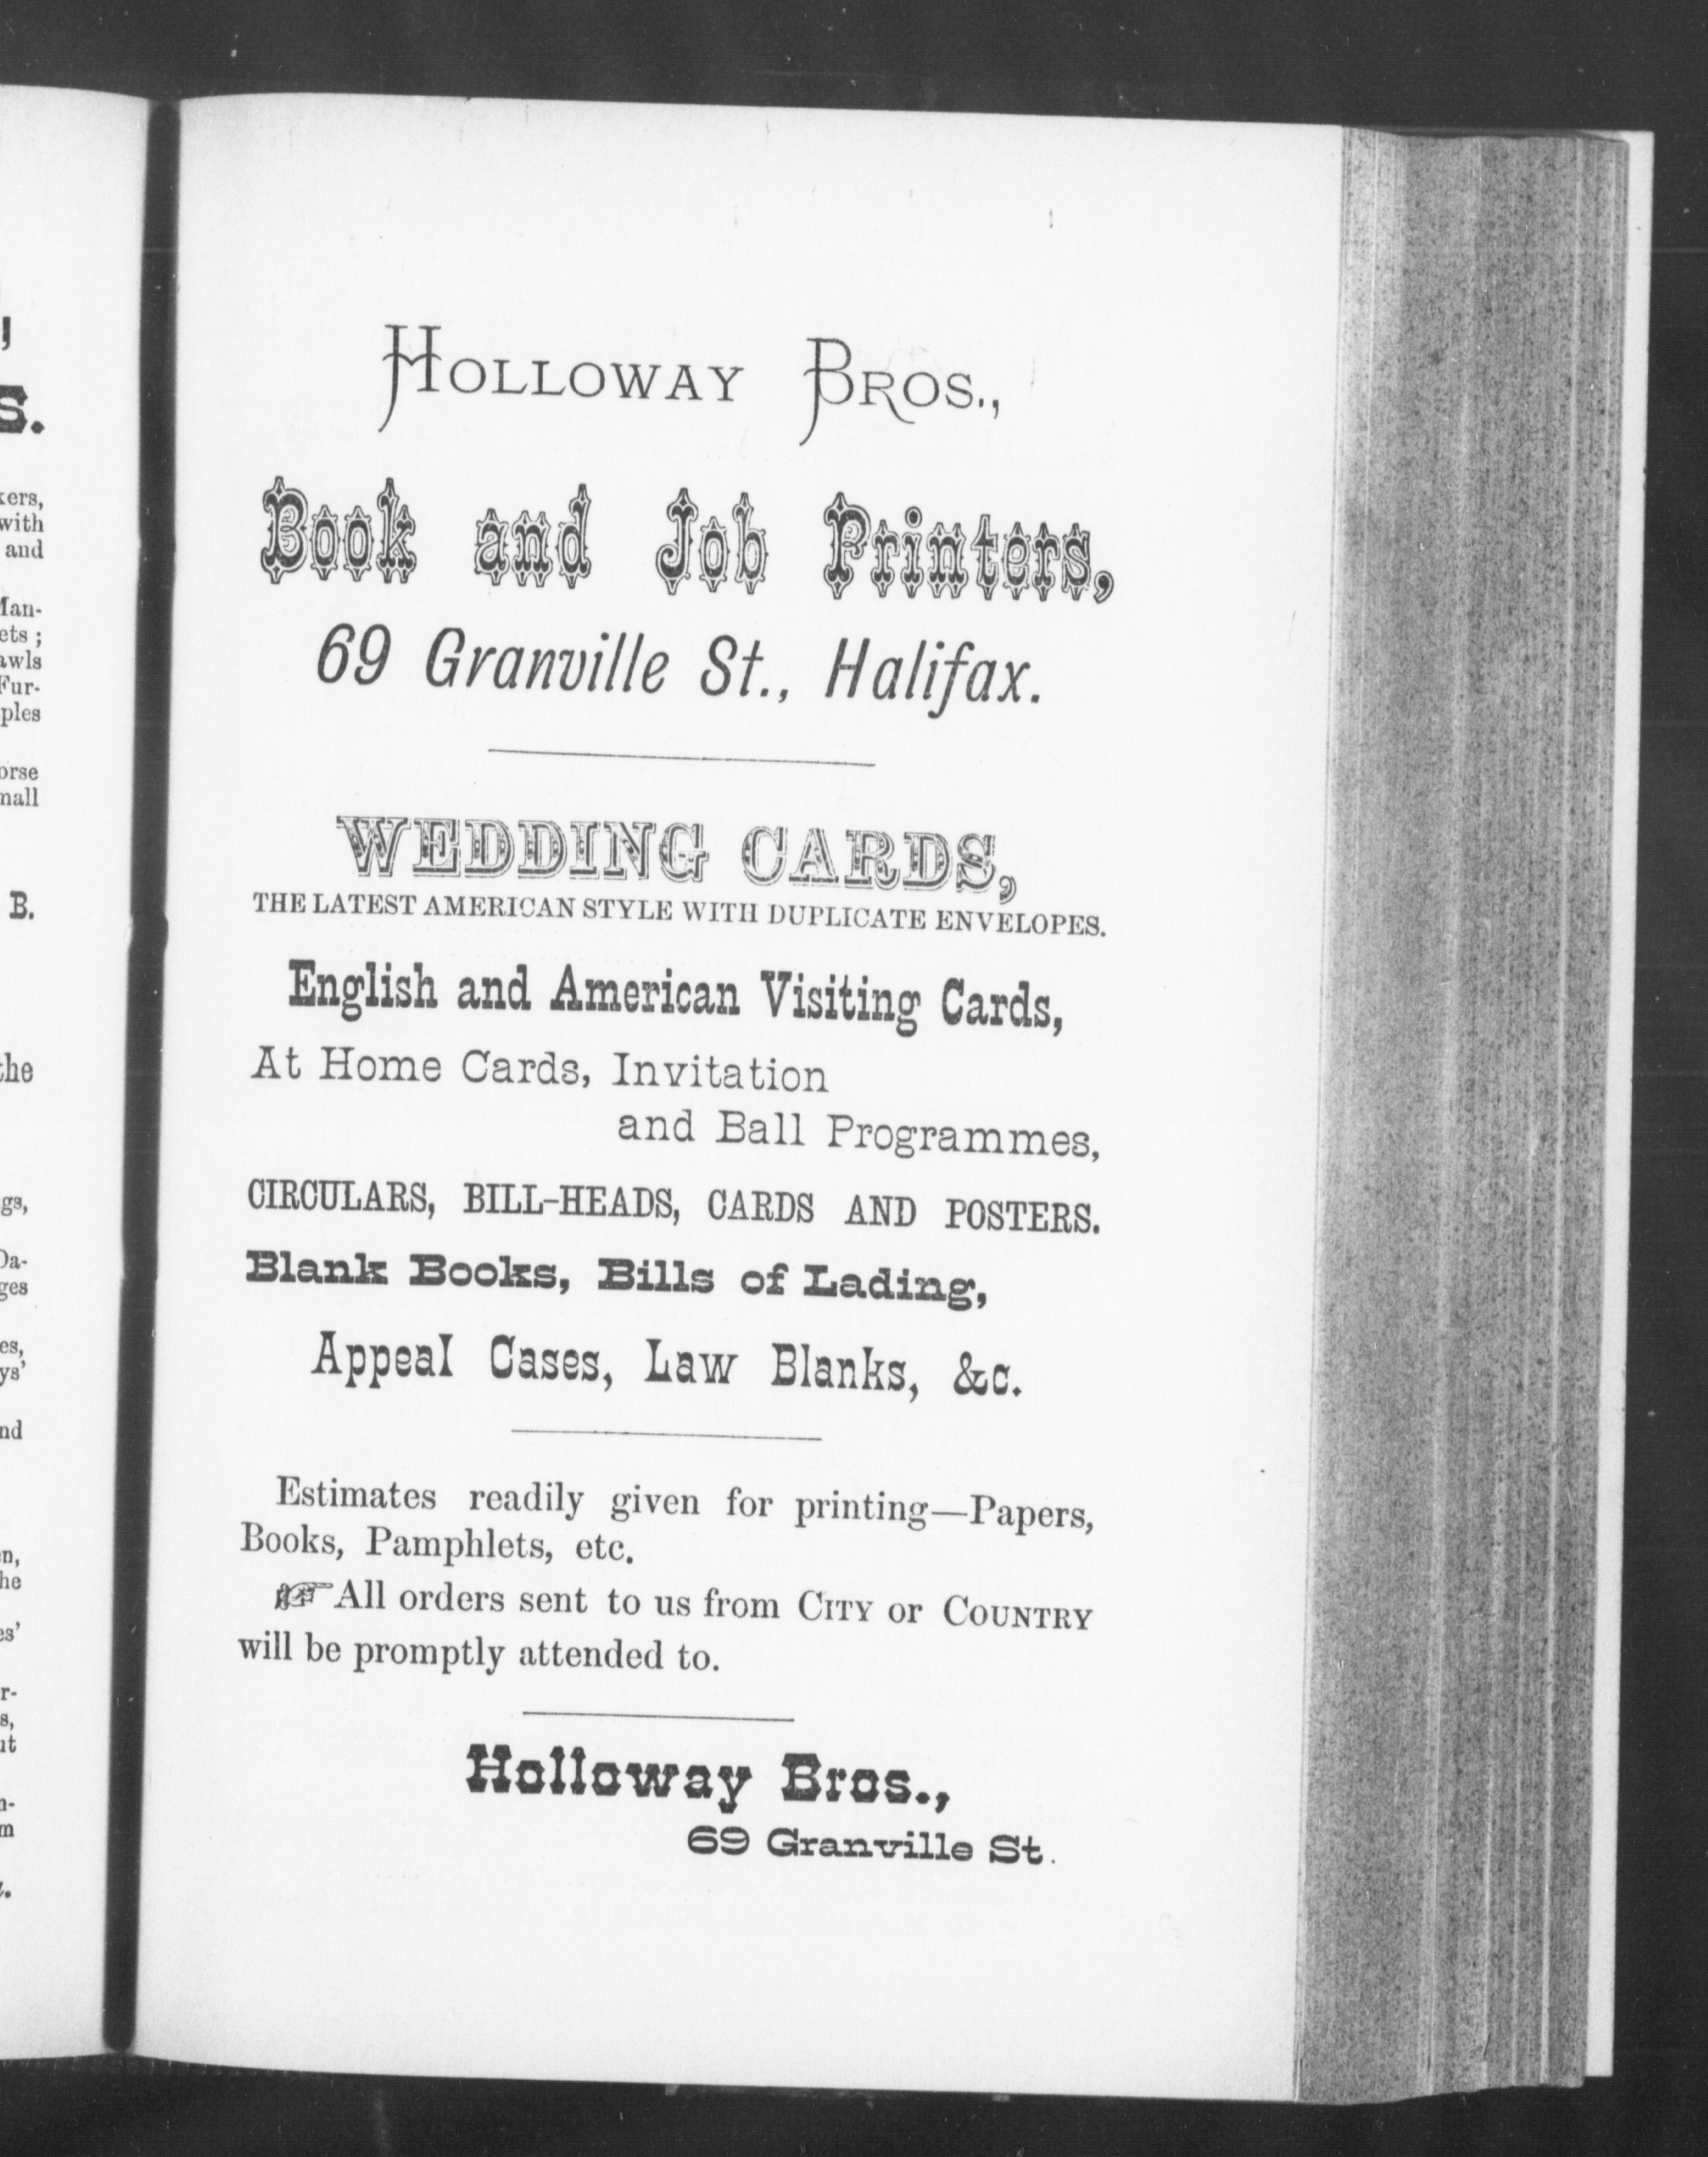 HOLLOWAY BROS.,
Book and Job Printers,
69 Granville St., Halifax.
WEDDING CARDS,
THE LATEST AMERICAN STYLE WITH DUPLICATE ENVELOPES.
English and American Visiting Cards,
At Home Cards, Invitation
and Ball Programmes,
CIRCULARS, BILL-HEADS, CARDS AND POSTERS.
Blank Books, Bills of Lading,
Appeal Cases, Law Blanks, &c.
Estimates readily given for printing—Papers,
Books, Pamphlets, etc.
☞All orders sent to us from CITY or COUNTRY
will be promptly attended to.
Holloway Bros.,
69 Granville St.